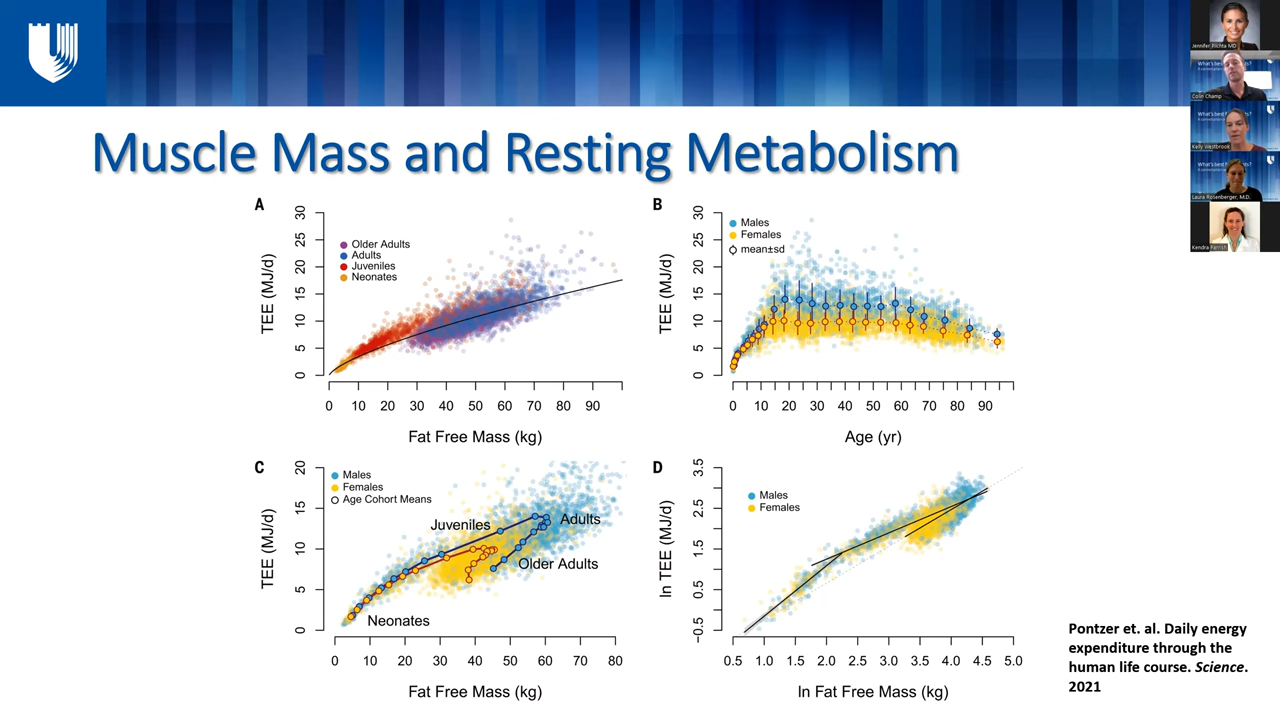 Muscle Mass and Resting Metabolism
A
30
25
20
15
10
5
0
TEE (MJ/d)
Older Adults
Adults
Juveniles
Neonates
0 10 20 30 40 50 60 70 80 90
Fat Free Mass (kg)
B
30
25
20
15
10
5
0
TEE (MJ/d)
Males
Females
mean±sd
0 10 20 30 40 50 60 70 80 90
Age (yr)
C
20
15
10
5
0
TEE (MJ/d)
Males
Females
Age Cohort Means
Juveniles
Adults
Older Adults
Neonates
0 10 20 30 40 50 60 70 80
Fat Free Mass (kg)
D
3.5
2.5
1.5
0.5
−0.5
ln TEE (MJ/d)
Males
Females
0.5 1.0 1.5 2.0 2.5 3.0 3.5 4.0 4.5 5.0
ln Fat Free Mass (kg)
Pontzer et. al. Daily energy
expenditure through the
human life course. Science.
2021
Jennifer Plichta MD
Colin Champ
Kelly Westbrook
Laura Rosenberger, M.D.
Kendra Parrish